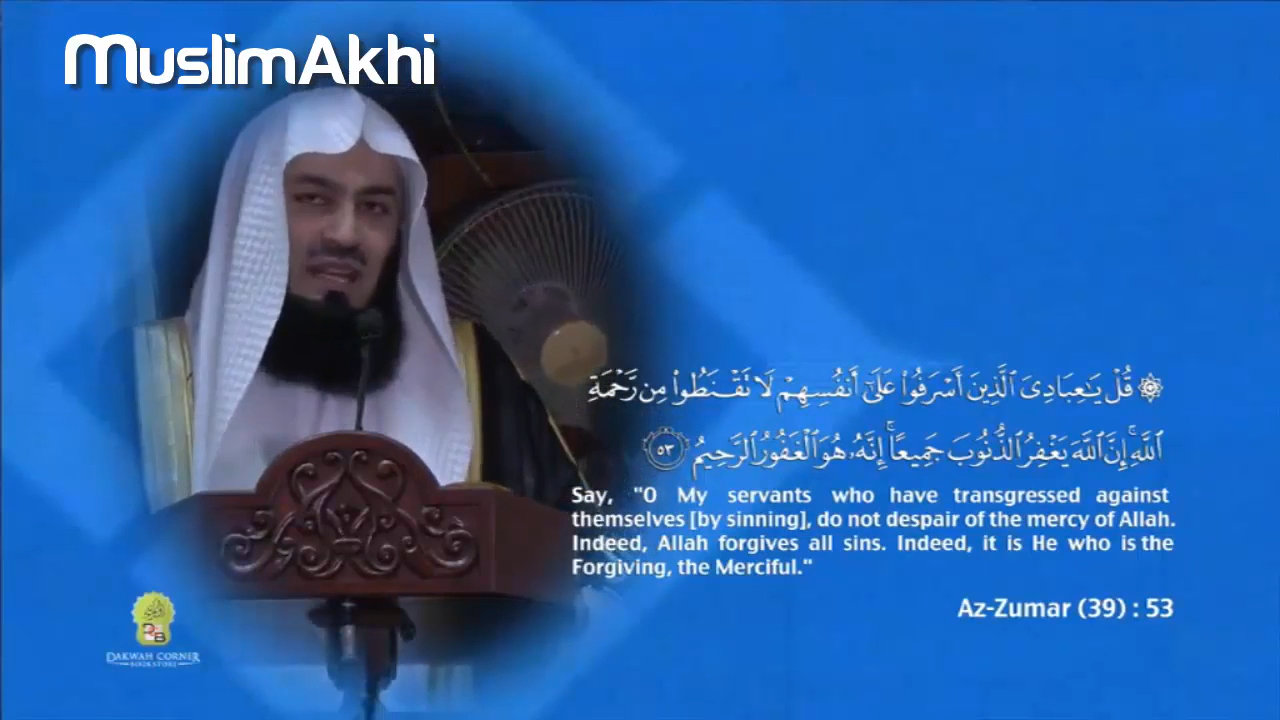 MuslimAkhi
۞ قُلْ يَـٰعِبَادِىَ ٱلَّذِينَ أَسْرَفُوا۟ عَلَىٰٓ أَنفُسِهِمْ لَا تَقْنَطُوا۟ مِن رَّحْمَةِ
ٱللَّهِ ۚ إِنَّ ٱللَّهَ يَغْفِرُ ٱلذُّنُوبَ جَمِيعًا ۚ إِنَّهُۥ هُوَ ٱلْغَفُورُ ٱلرَّحِيمُ ٥٣
Say, "O My servants who have transgressed against
themselves [by sinning], do not despair of the mercy of Allah.
Indeed, Allah forgives all sins. Indeed, it is He who is the
Forgiving, the Merciful."
Az-Zumar (39) : 53
DAKWAH CORNER
BOOKSTORE